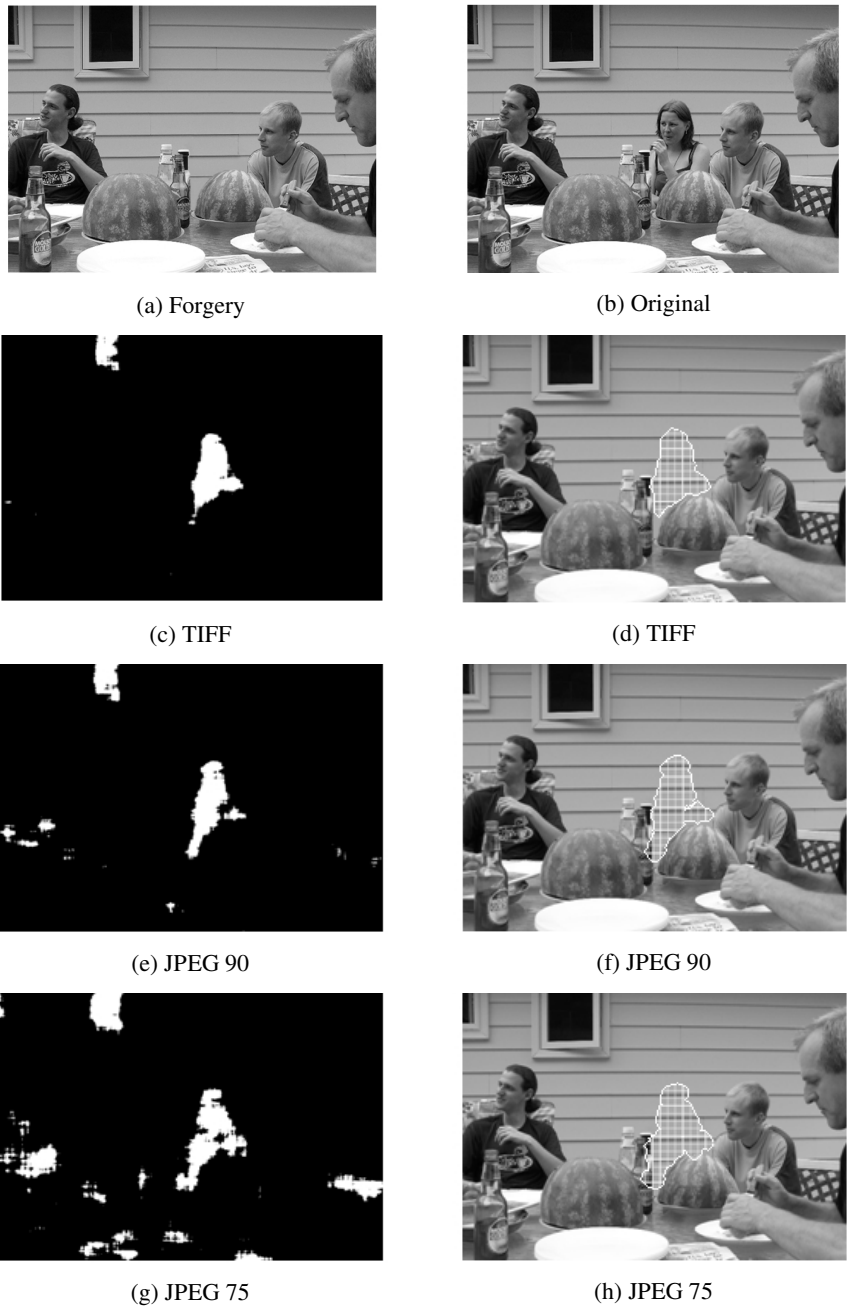 (a) Forgery
(b) Original
(c) TIFF
(d) TIFF
(e) JPEG 90
(f) JPEG 90
(g) JPEG 75
(h) JPEG 75